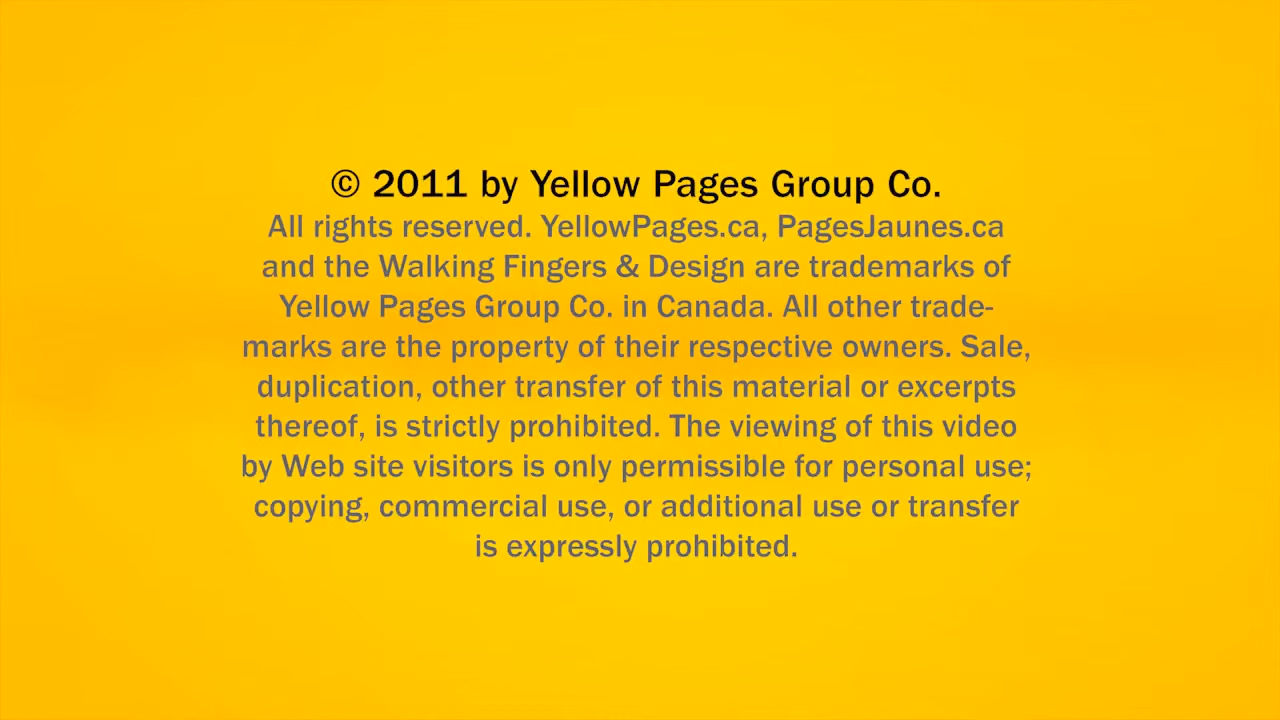 © 2011 by Yellow Pages Group Co.
All rights reserved. YellowPages.ca, PagesJaunes.ca
and the Walking Fingers & Design are trademarks of
Yellow Pages Group Co. in Canada. All other trade-
marks are the property of their respective owners. Sale,
duplication, other transfer of this material or excerpts
thereof, is strictly prohibited. The viewing of this video
by Web site visitors is only permissible for personal use;
copying, commercial use, or additional use or transfer
is expressly prohibited.